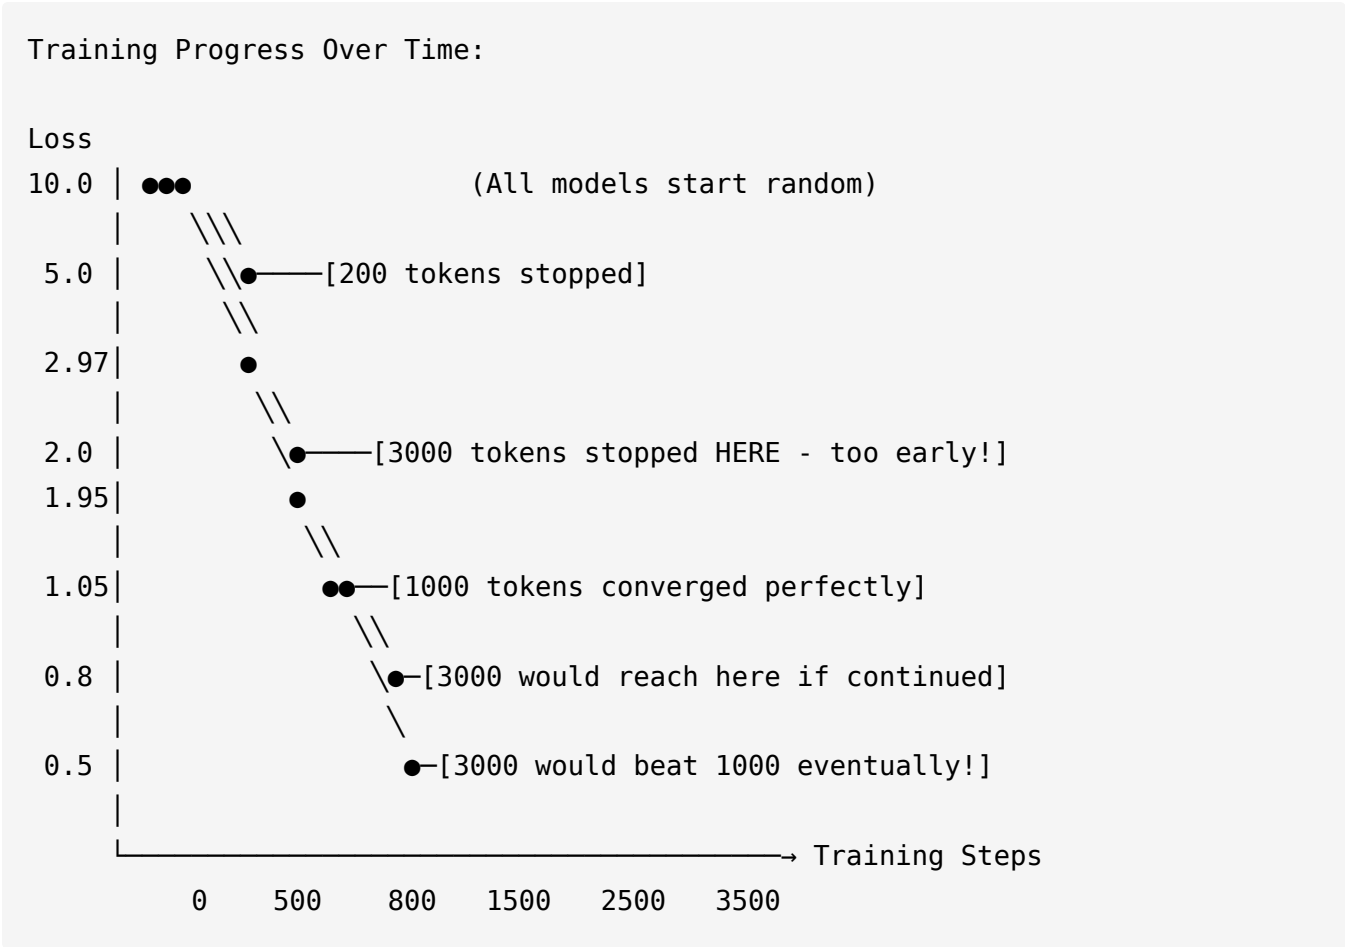 Training Progress Over Time:
Loss
10.0 │ ●●●                 (All models start random)
     │    \\\
 5.0 │     \\●────[200 tokens stopped]
     │      \\
 2.97│       ●
     │        \\
 2.0 │         \●────[3000 tokens stopped HERE - too early!]
 1.95│          ●
     │           \\
 1.05│            ●●──[1000 tokens converged perfectly]
     │              \\
 0.8 │               \●─[3000 would reach here if continued]
     │                \
 0.5 │                 ●─[3000 would beat 1000 eventually!]
     │
     └────────────────────────────────────────→ Training Steps
          0    500    800   1500   2500   3500